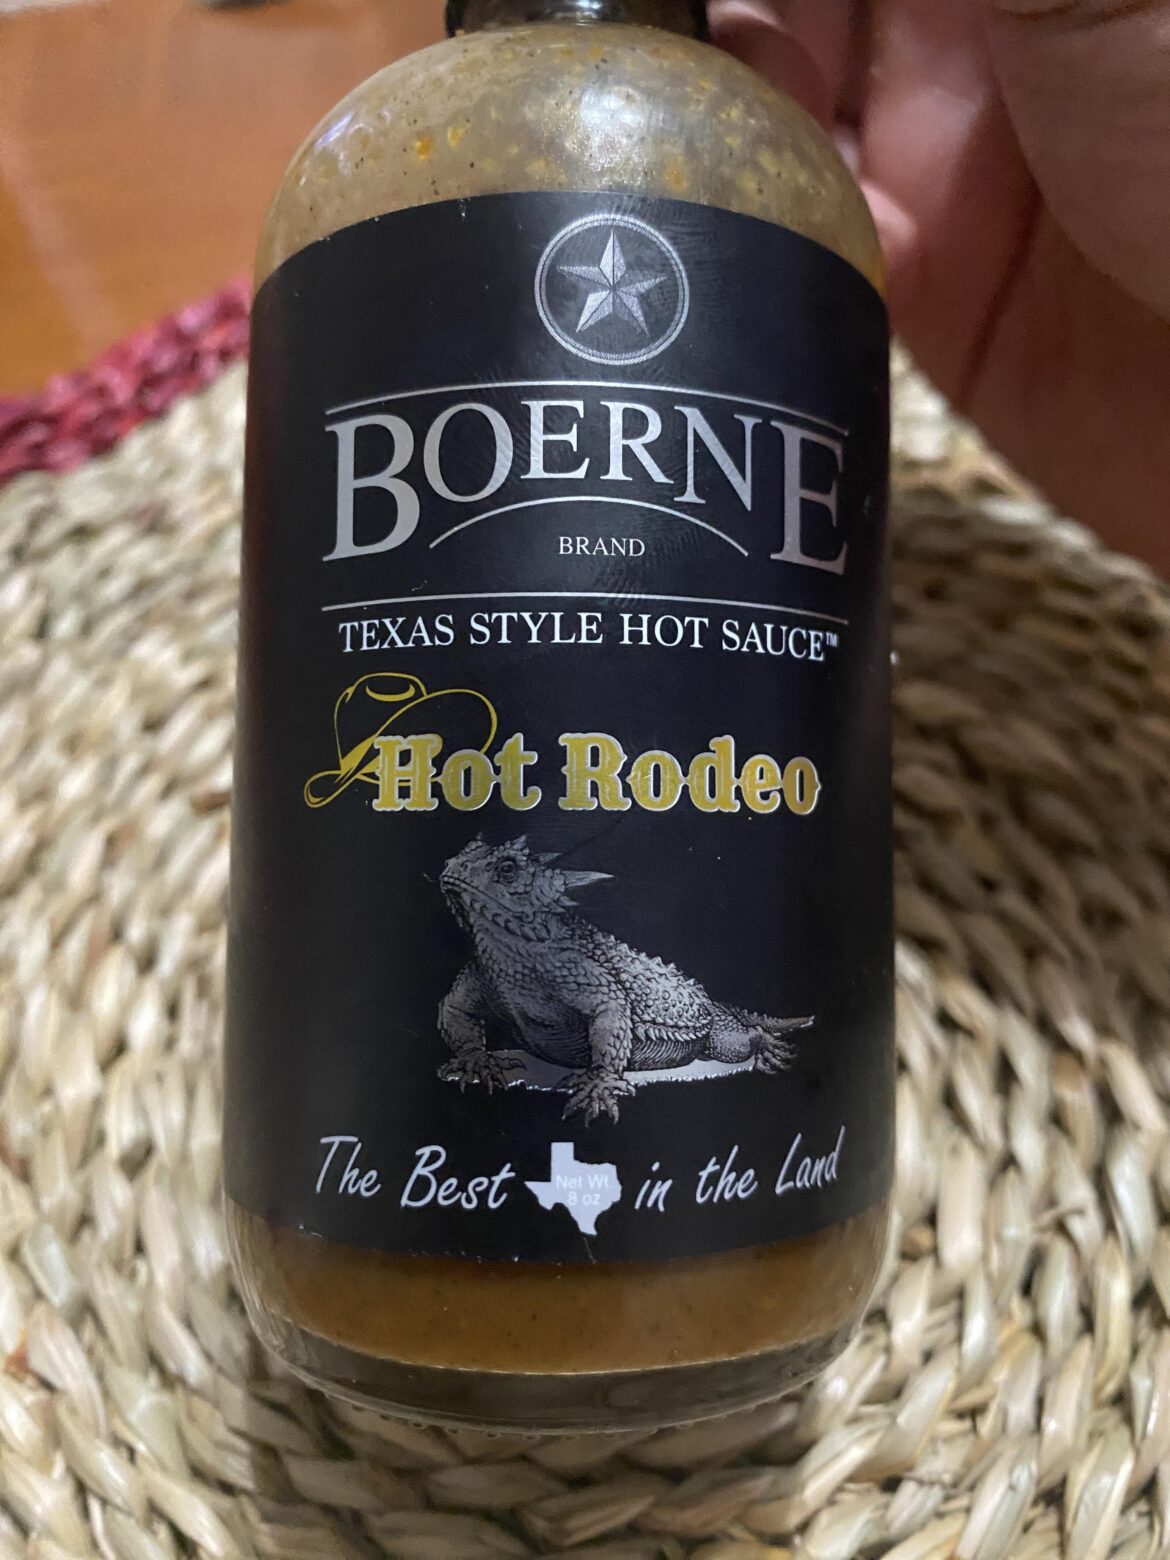 BOERNE
BRAND
TEXAS STYLE HOT SAUCE™
Hot Rodeo
The Best in the Land
Net Wt.
8 oz